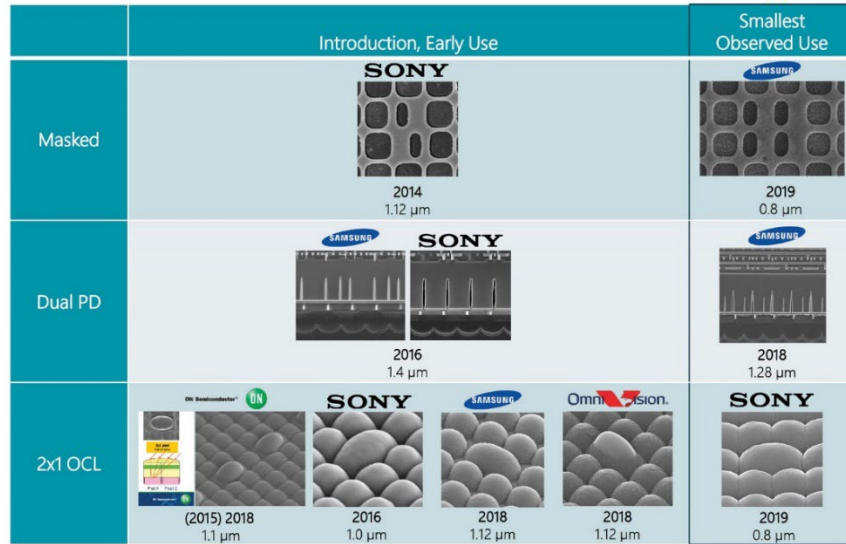 Introduction, Early Use
Smallest
Observed Use
Masked
SONY
2014
1.12 µm
SAMSUNG
2019
0.8 µm
Dual PD
SAMSUNG
SONY
2016
1.4 µm
SAMSUNG
2018
1.28 µm
2x1 OCL
ON Semiconductor
ON
(2015) 2018
1.1 µm
SONY
2016
1.0 µm
SAMSUNG
2018
1.12 µm
OmniVision.
2018
1.12 µm
SONY
2019
0.8 µm